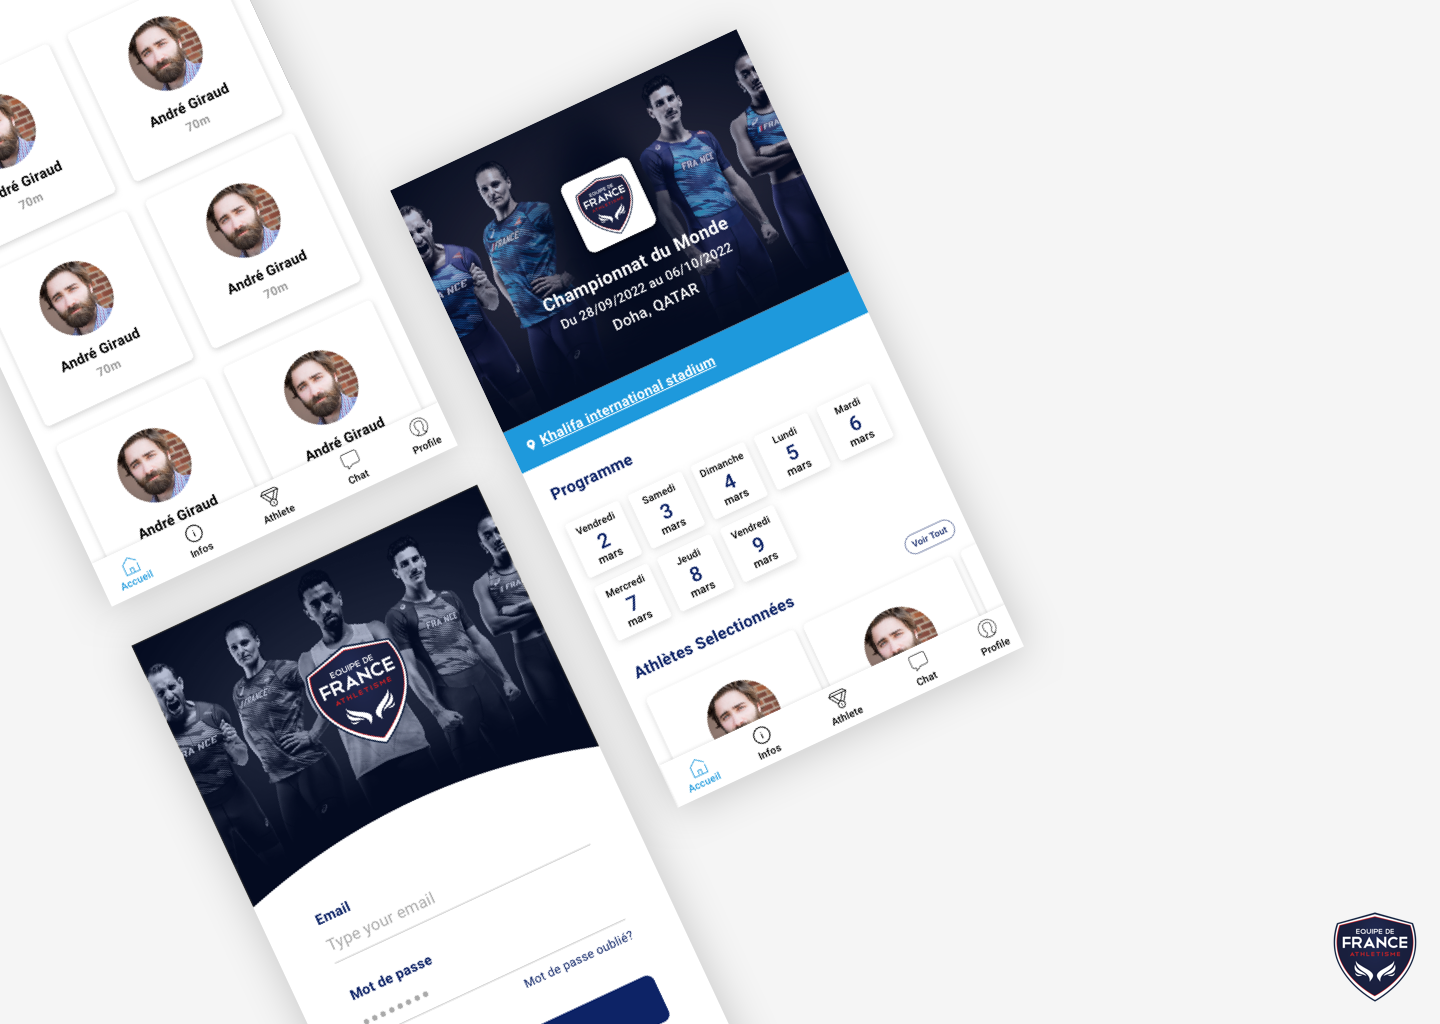 André Giraud
70m
dré Giraud
70m
André Giraud
70m
André Giraud
70m
André Giraud
André Giraud
Accueil
Infos
Athlete
Chat
Profile
FRANCE
FRANCE
EQUIPE DE
FRANCE
ATHLETISME
Championnat du Monde
Du 28/09/2022 au 06/10/2022
Doha, QATAR
Khalifa international stadium
Programme
Vendredi
2
mars
Samedi
3
mars
Dimanche
4
mars
Lundi
5
mars
Mardi
6
mars
Mercredi
7
mars
Jeudi
8
mars
Vendredi
9
mars
Voir Tout
Athlètes Selectionnées
Accueil
Infos
Athlete
Chat
Profile
FRANCE
EQUIPE DE
FRANCE
ATHLETISME
Email
Type your email
Mot de passe
Mot de passe oublié?
EQUIPE DE
FRANCE
ATHLETISME